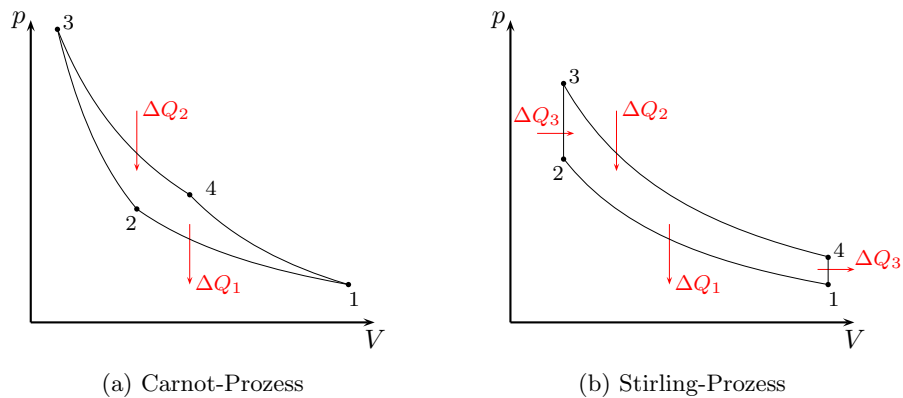 p
3
ΔQ₂
4
2
ΔQ₁
1
V
(a) Carnot-Prozess
p
3
ΔQ₃
ΔQ₂
2
4
ΔQ₃
ΔQ₁
1
V
(b) Stirling-Prozess